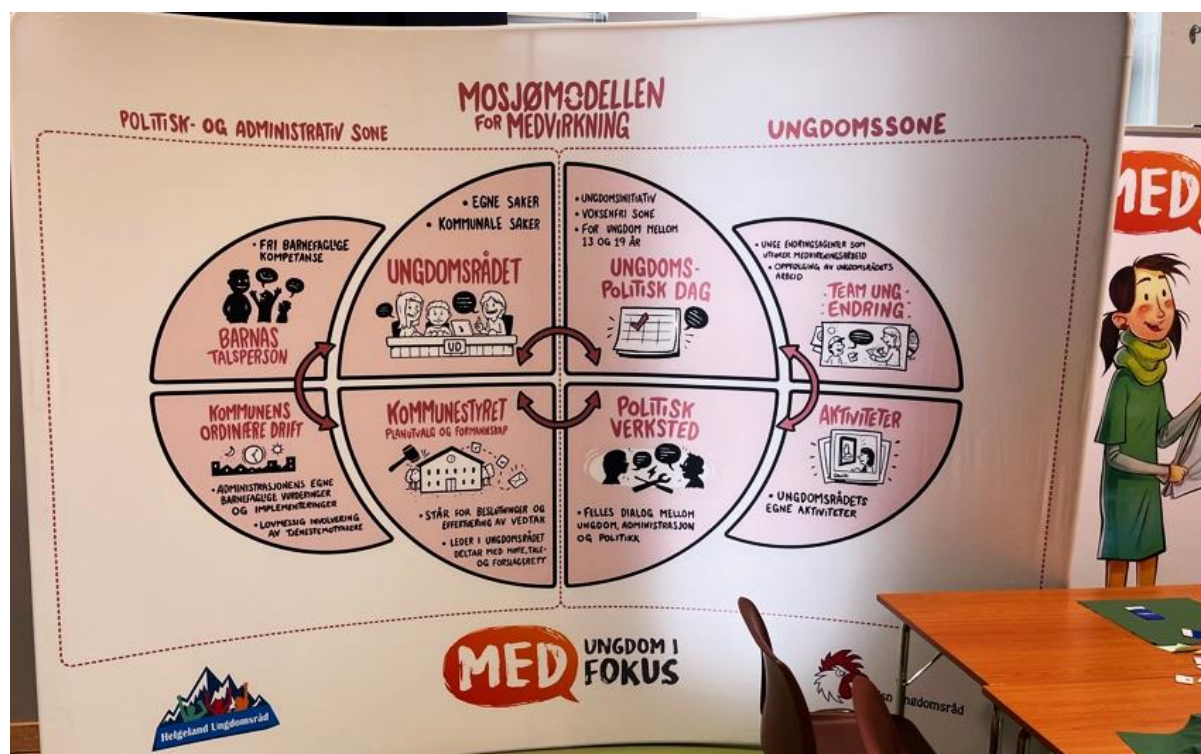 MOSJØMODELLEN
FOR MEDVIRKNING
POLITISK- OG ADMINISTRATIV SONE
UNGDOMSSONE
• FRI BARNEFAGLIGE
KOMPETANSE
BARNAS
TALSPERSON
• EGNE SAKER
• KOMMUNALE SAKER
UNGDOMSRÅDET
UD
• UNGDOMSINITIATIV
• VOKSENFRI SONE
• FOR UNGDOM MELLOM
13 OG 19 ÅR
UNGDOMS-
POLITISK DAG
• UNGE ENDRINGSAGENTER SOM
UTFØRER MEDVIRKNINGSARBEID
• OPPFØLGING AV UNGDOMSRÅDETS
ARBEID
TEAM UNG
ENDRING
KOMMUNENS
ORDINÆRE DRIFT
• ADMINISTRASJONENS EGNE
BARNEFAGLIGE VURDERINGER
OG IMPLEMENTERINGER
• LOVMESSIG INVOLVERING
AV TJENESTEMOTTAKERE
KOMMUNESTYRET
PLANUTVALG OG FORMANNSKAP
• STÅR FOR BESLUTNINGER OG
EFFEKTUERING AV VEDTAK
• LEDER I UNGDOMSRÅDET
DELTAR MED MØTE, TALE-
OG FORSLAGSRETT
POLITISK
VERKSTED
• FELLES DIALOG MELLOM
UNGDOM, ADMINISTRASJON
OG POLITIKK
AKTIVITETER
• UNGDOMSRÅDETS
EGNE AKTIVITETER
MED
UNGDOM I
FOKUS
Helgeland Ungdomsråd
MED